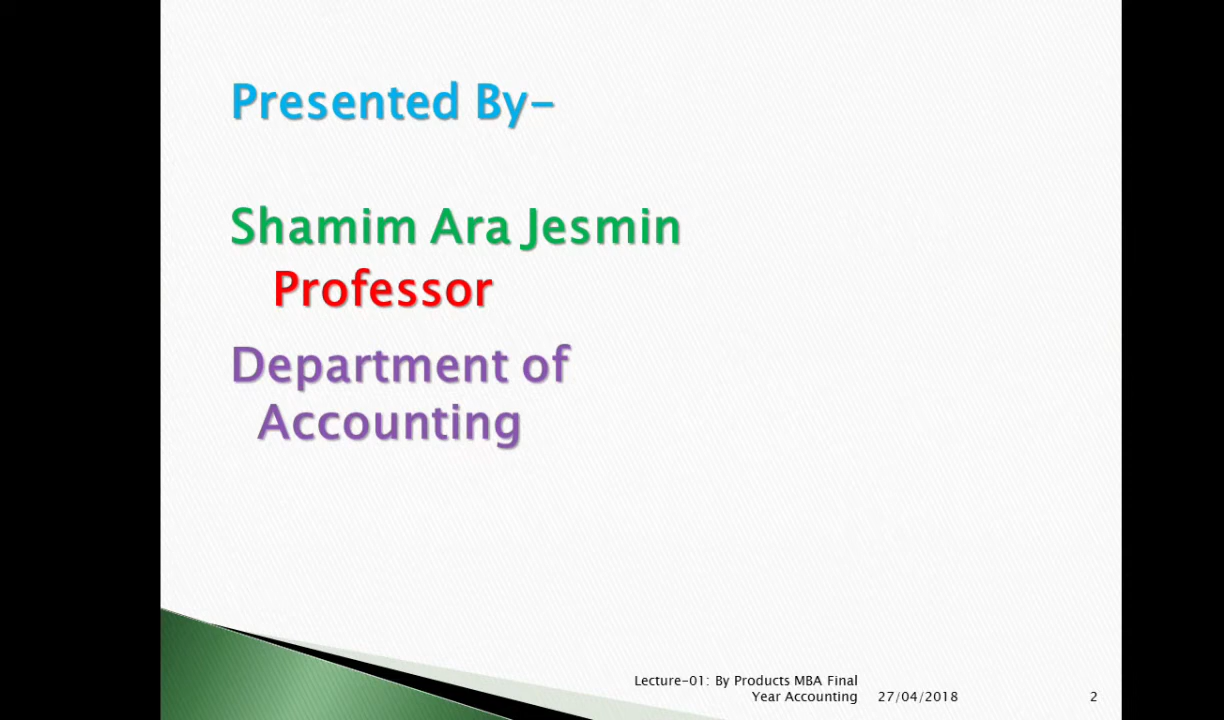 Presented By-
Shamim Ara Jesmin
Professor
Department of
Accounting
Lecture-01: By Products MBA Final
Year Accounting
27/04/2018
2